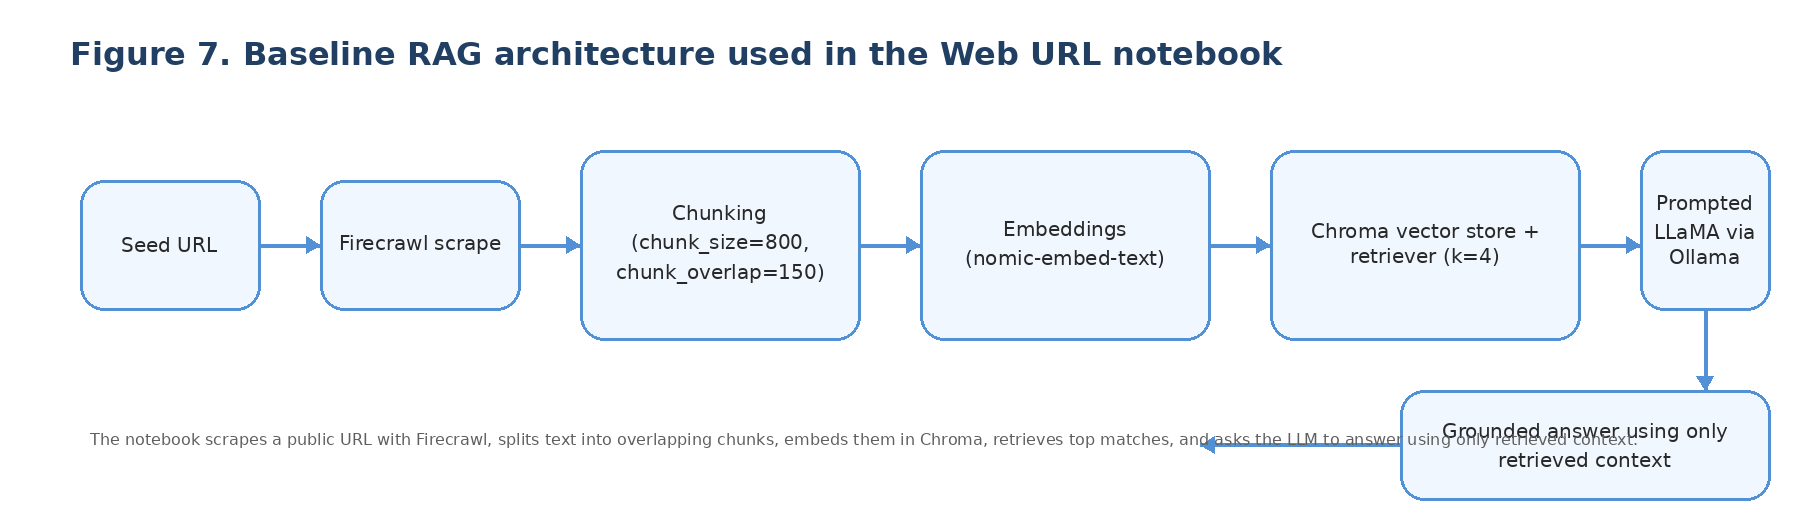 Figure 7. Baseline RAG architecture used in the Web URL notebook
Seed URL
Firecrawl scrape
Chunking
(chunk_size=800,
chunk_overlap=150)
Embeddings
(nomic-embed-text)
Chroma vector store +
retriever (k=4)
Prompted
LLaMA via
Ollama
Grounded answer using only
retrieved context
The notebook scrapes a public URL with Firecrawl, splits text into overlapping chunks, embeds them in Chroma, retrieves top matches, and asks the LLM to answer using only retrieved context.